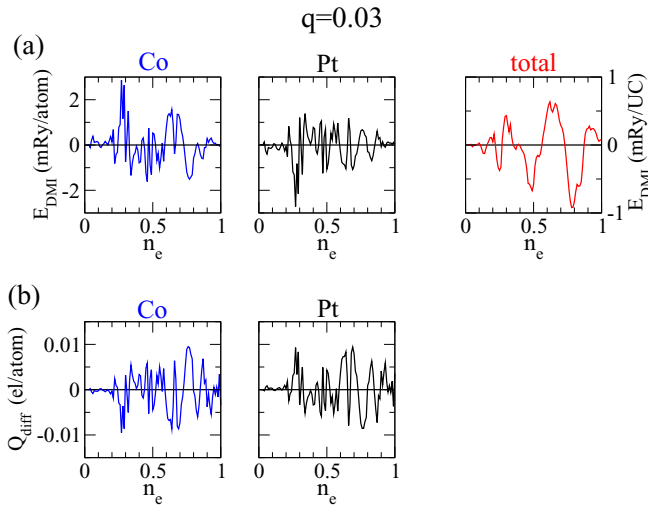 q=0.03
(a)
Co
Pt
total
E_DMI (mRy/atom)
2
0
-2
0 0.5 1
n_e
0 0.5 1
n_e
1
0
-1
E_DMI (mRy/UC)
0 0.5 1
n_e
(b)
Co
Pt
Q_diff (el/atom)
0.01
0
-0.01
0 0.5 1
n_e
0 0.5 1
n_e